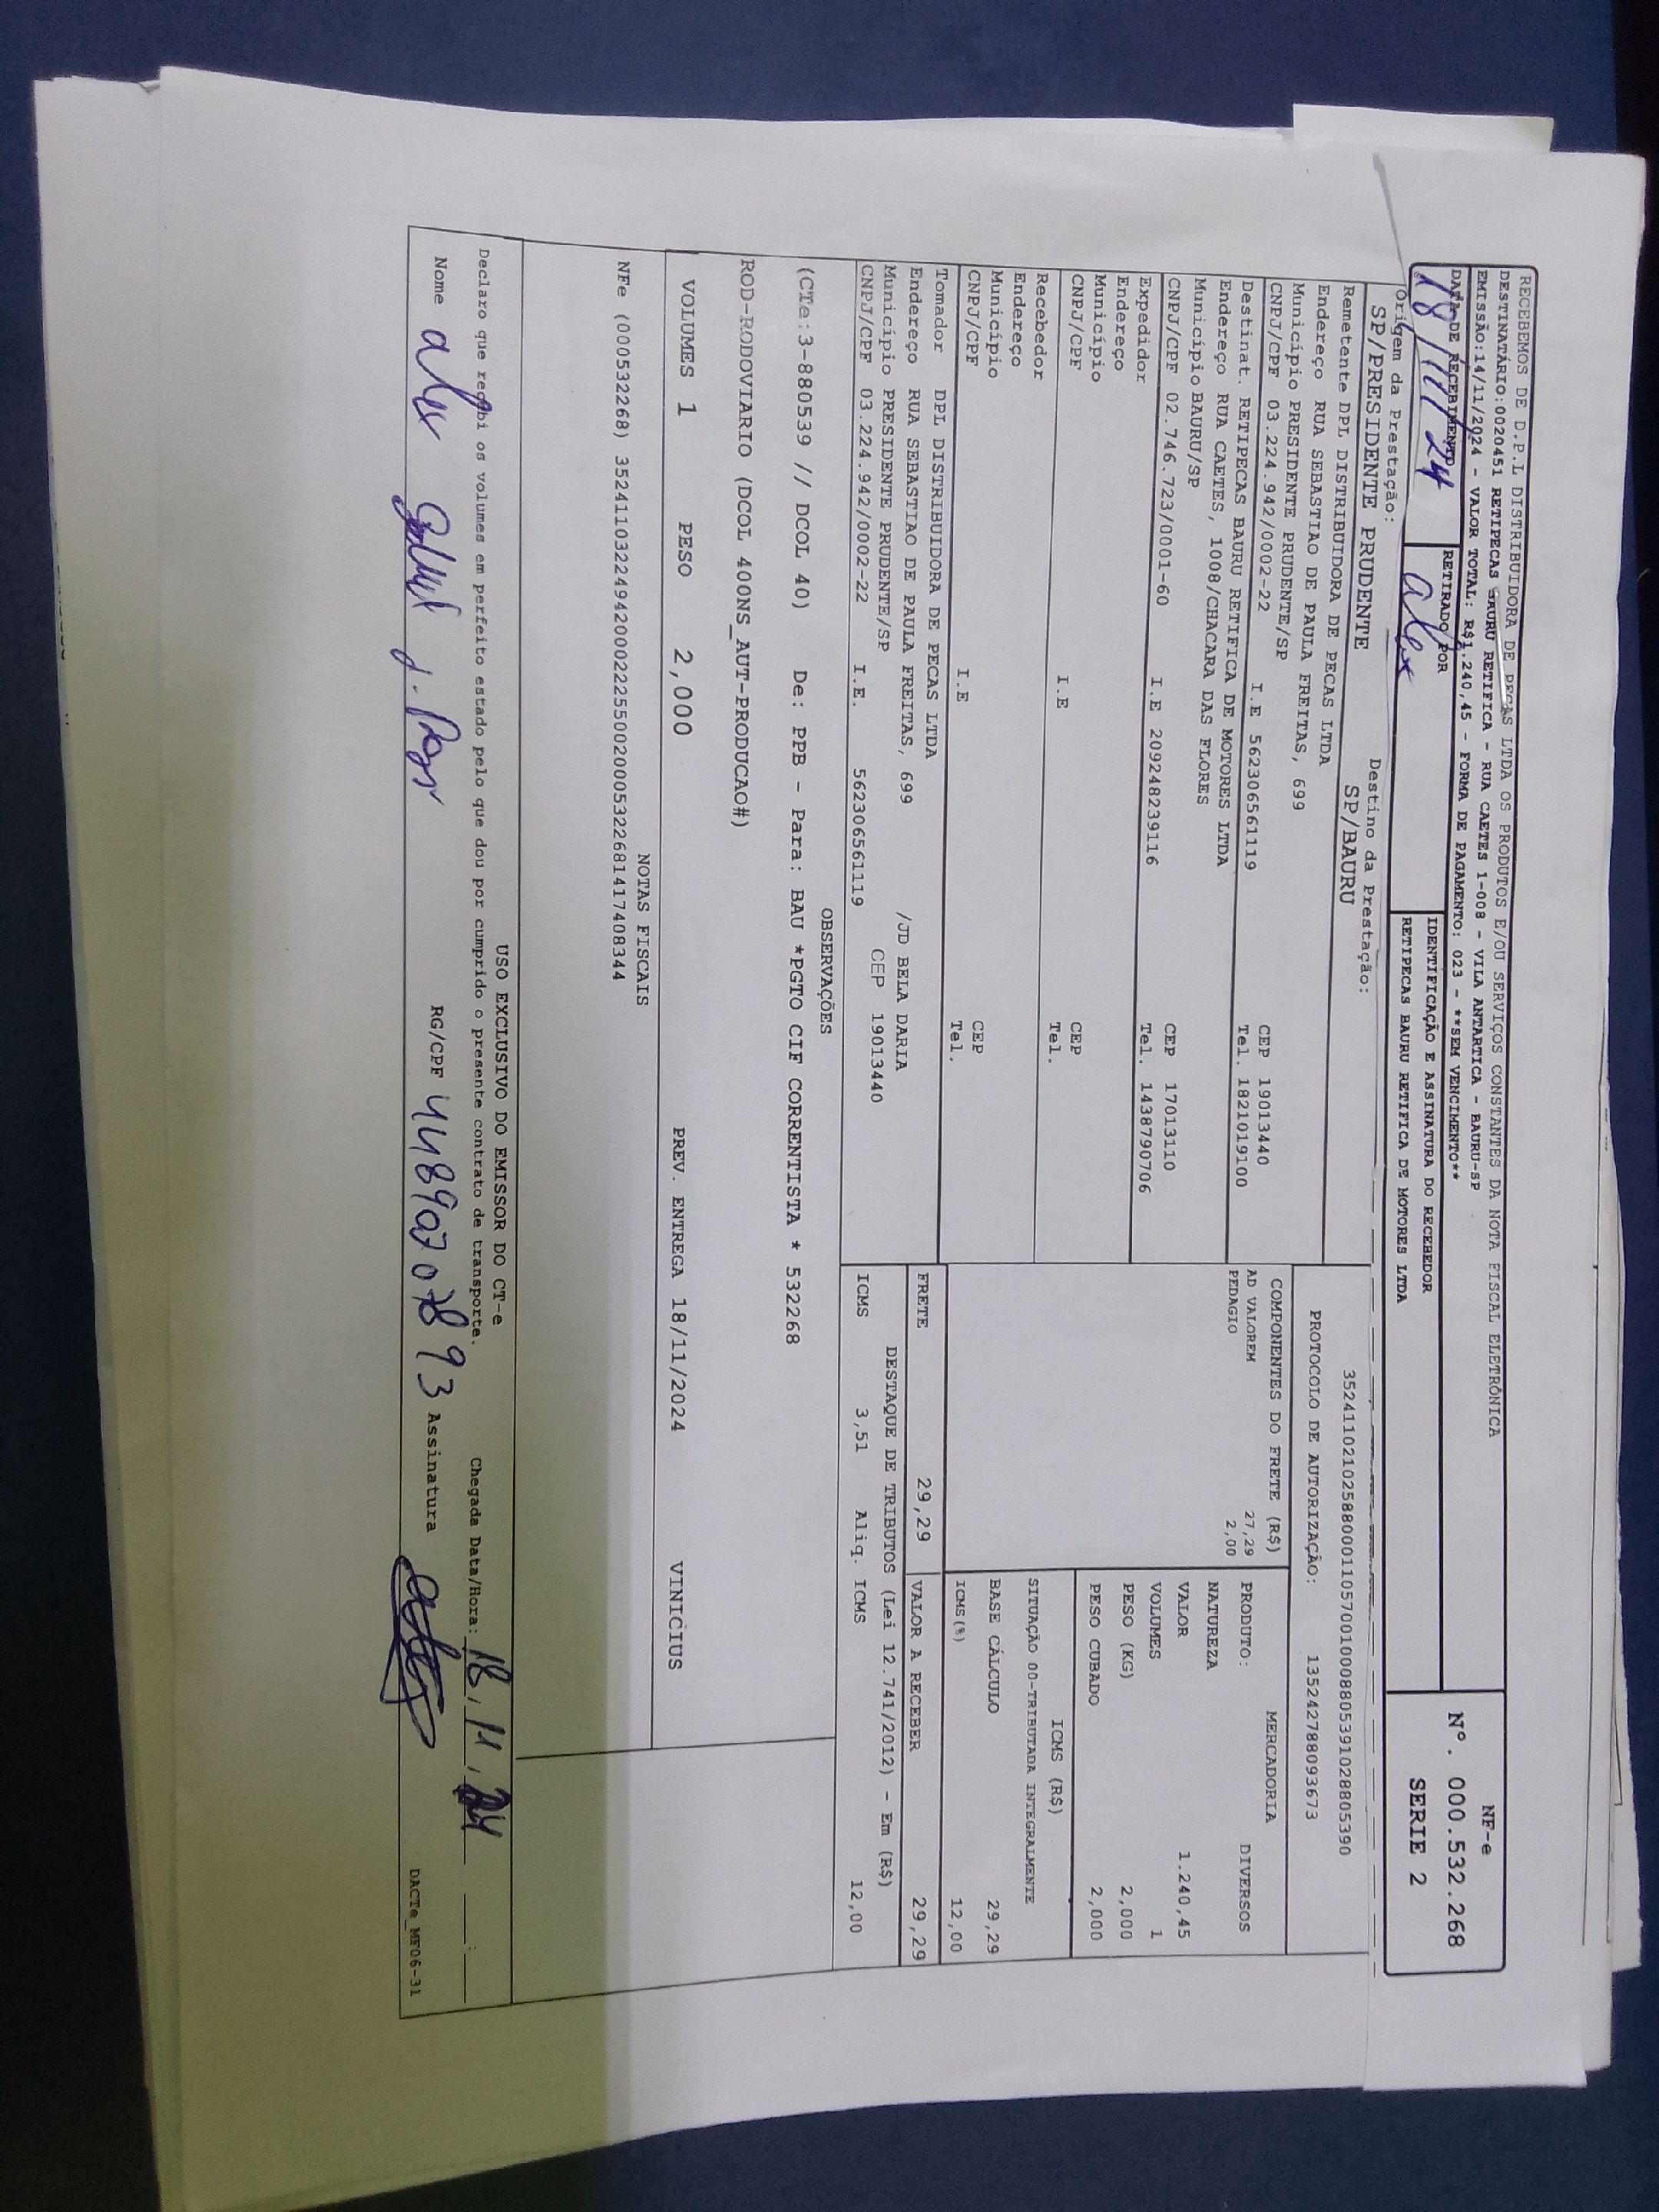 RECEBEMOS DE D.P.L DISTRIBUIDORA DE PECAS LTDA OS PRODUTOS E/OU SERVIÇOS CONSTANTES DA NOTA FISCAL ELETRÔNICA
DESTINATÁRIO:0020451 RETIPECAS BAURU RETIFICA - RUA CAETES 1-008 - VILA ANTARTICA - BAURU-SP
EMISSÃO:14/11/2024 - VALOR TOTAL: R$1.240,45 - FORMA DE PAGAMENTO: 023 - **SEM VENCIMENTO**
NF-e
Nº. 000.532.268
SERIE 2
DATA DE RECEBIMENTO
18/11/24
RETIRADO POR
alex
IDENTIFICAÇÃO E ASSINATURA DO RECEBEDOR
RETIPECAS BAURU RETIFICA DE MOTORES LTDA
Origem da Prestação:
SP/PRESIDENTE PRUDENTE
Destino da Prestação:
SP/BAURU
35241102102588000110570010008805391028805390
PROTOCOLO DE AUTORIZAÇÃO: 135242788093673
Remetente DPL DISTRIBUIDORA DE PECAS LTDA
Endereço RUA SEBASTIAO DE PAULA FREITAS, 699
Município PRESIDENTE PRUDENTE/SP CEP 19013440
CNPJ/CPF 03.224.942/0002-22 I.E 562306561119 Tel. 1821019100
Destinat. RETIPECAS BAURU RETIFICA DE MOTORES LTDA
Endereço RUA CAETES, 1008/CHACARA DAS FLORES
Município BAURU/SP CEP 17013110
CNPJ/CPF 02.746.723/0001-60 I.E 209248239116 Tel. 1438790706
Expedidor
Endereço
Município CEP
CNPJ/CPF I.E Tel.
Recebedor
Endereço
Município CEP
CNPJ/CPF I.E Tel.
Tomador DPL DISTRIBUIDORA DE PECAS LTDA
Endereço RUA SEBASTIAO DE PAULA FREITAS, 699 /JD BELA DARIA
Município PRESIDENTE PRUDENTE/SP CEP 19013440
CNPJ/CPF 03.224.942/0002-22 I.E. 562306561119
COMPONENTES DO FRETE (R$)
AD VALOREM 27,29
PEDAGIO 2,00
MERCADORIA
PRODUTO: DIVERSOS
NATUREZA
VALOR 1.240,45
VOLUMES 1
PESO (KG) 2,000
PESO CUBADO 2,000
ICMS (R$)
SITUAÇÃO 00-TRIBUTADA INTEGRALMENTE
BASE CÁLCULO 29,29
ICMS(%) 12,00
FRETE 29,29
VALOR A RECEBER 29,29
DESTAQUE DE TRIBUTOS (Lei 12.741/2012) - Em (R$)
ICMS 3,51 Aliq. ICMS 12,00
OBSERVAÇÕES
(CTe:3-880539 // DCOL 40) De: PPB - Para: BAU *PGTO CIF CORRENTISTA * 532268
ROD-RODOVIARIO (DCOL 400NS_AUT-PRODUCAO#)
VOLUMES 1 PESO 2,000 PREV. ENTREGA 18/11/2024 VINICIUS
NOTAS FISCAIS
NFe (000532268) 35241103224942000222550020005322681417408344
USO EXCLUSIVO DO EMISSOR DO CT-e
Declaro que recebi os volumes em perfeito estado pelo que dou por cumprido o presente contrato de transporte.
Chegada Data/Hora: 18, 11, 24 :
Nome alex RG/CPF 44890707893 Assinatura
DACTe_MF06-31